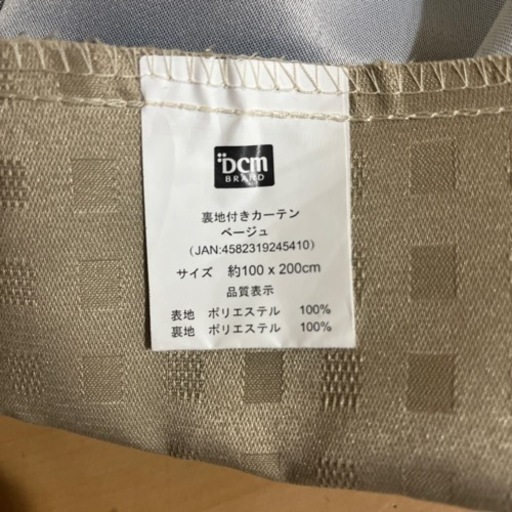 DCM
BRAND
裏地付きカーテン
ベージュ
（JAN:4582319245410）
サイズ 約100 x 200cm
品質表示
表地 ポリエステル 100%
裏地 ポリエステル 100%